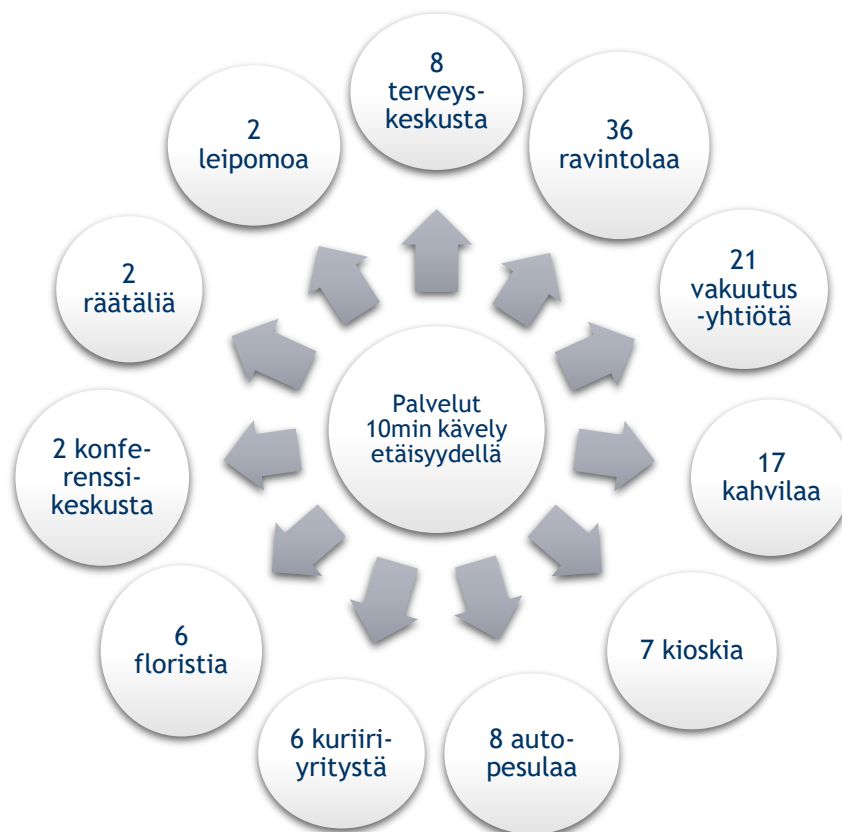 8
terveys-
keskusta
36
ravintolaa
21
vakuutus
-yhtiötä
17
kahvilaa
7 kioskia
8 auto-
pesulaa
6 kuriiri-
yritystä
6
floristia
2 konfe-
renssi-
keskusta
2
räätäliä
2
leipomoa
Palvelut
10min kävely
etäisyydellä